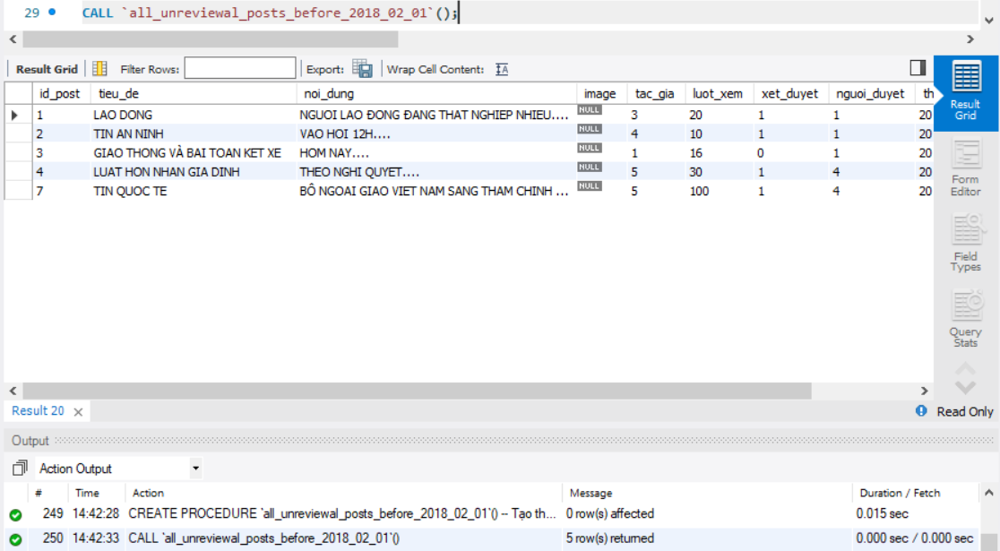 29 CALL `all_unreviewal_posts_before_2018_02_01`();
Result Grid Filter Rows: Export: Wrap Cell Content: IA
id_post tieu_de noi_dung image tac_gia luot_xem xet_duyet nguoi_duyet th
1 LAO DONG NGUOI LAO ĐONG ĐANG THAT NGHIEP NHIEU.... NULL 3 20 1 1 20
2 TIN AN NINH VAO HOI 12H.... NULL 4 10 1 1 20
3 GIAO THONG VÀ BAI TOAN KET XE HOM NAY.... NULL 1 16 0 1 20
4 LUAT HON NHAN GIA DINH THEO NGHI QUYET.... NULL 5 30 1 4 20
7 TIN QUOC TE BÔ NGOAI GIAO VIET NAM SANG THAM CHINH ... NULL 5 100 1 4 20
Result
Grid
Form
Editor
Field
Types
Query
Stats
Result 20 Read Only
Output
Action Output
# Time Action Message Duration / Fetch
249 14:42:28 CREATE PROCEDURE `all_unreviewal_posts_before_2018_02_01`() -- Tạo th... 0 row(s) affected 0.015 sec
250 14:42:33 CALL `all_unreviewal_posts_before_2018_02_01`() 5 row(s) returned 0.000 sec / 0.000 sec